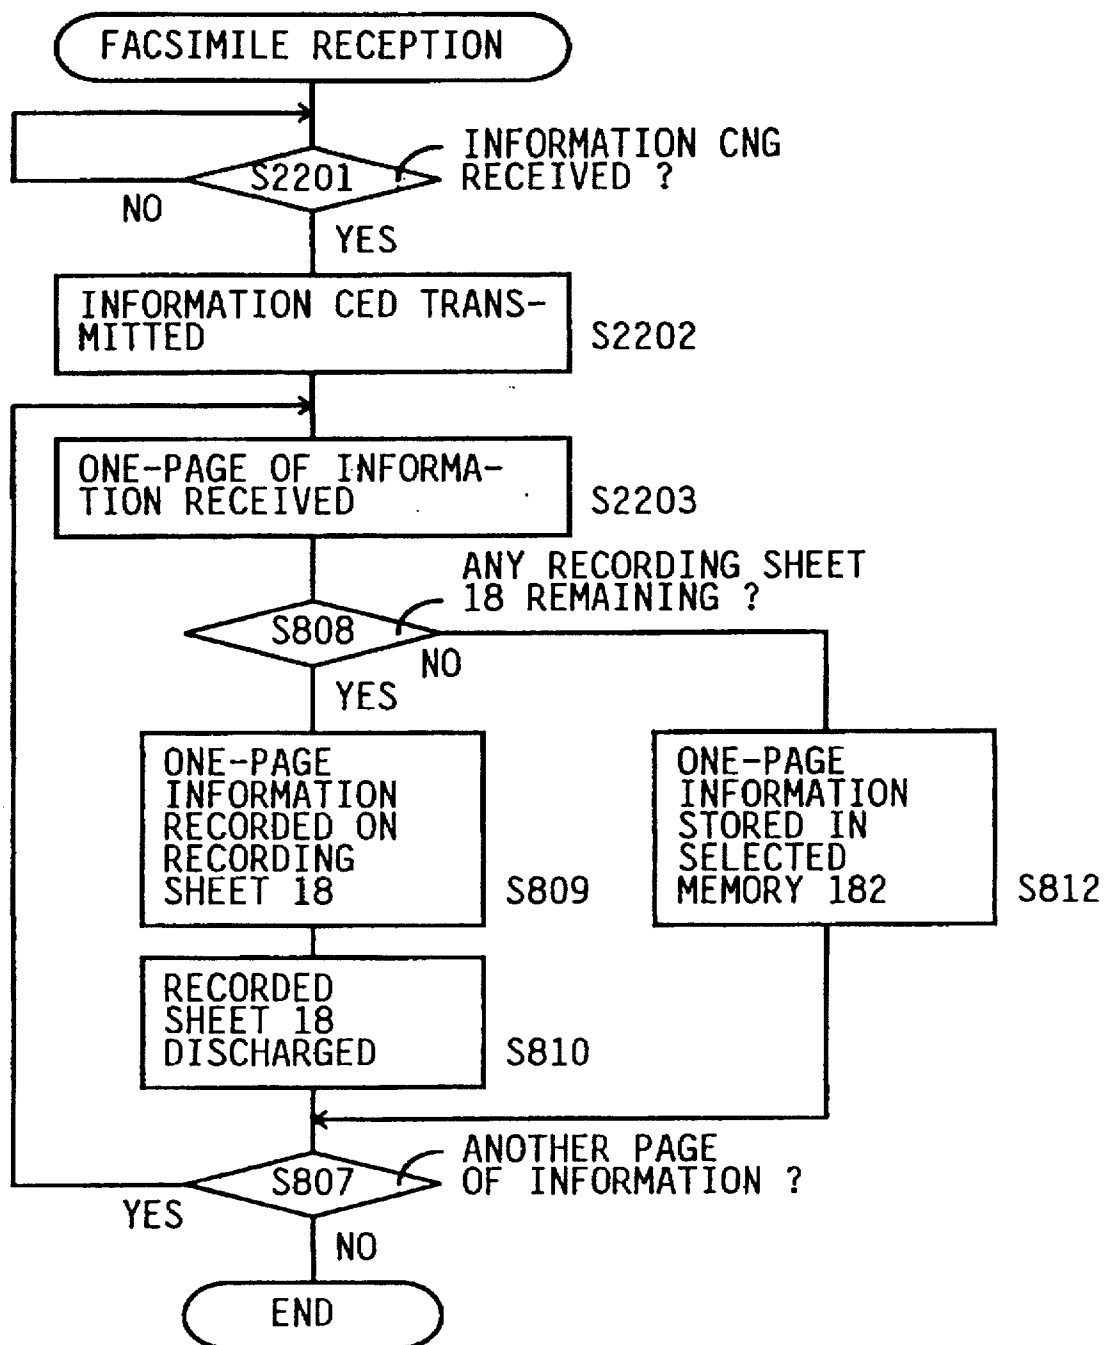 FACSIMILE RECEPTION
INFORMATION CNG
RECEIVED ?
S2201
NO
YES
INFORMATION CED TRANS-
MITTED
S2202
ONE-PAGE OF INFORMA-
TION RECEIVED
S2203
ANY RECORDING SHEET
18 REMAINING ?
S808
NO
YES
ONE-PAGE
INFORMATION
RECORDED ON
RECORDING
SHEET 18
S809
ONE-PAGE
INFORMATION
STORED IN
SELECTED
MEMORY 182
S812
RECORDED
SHEET 18
DISCHARGED
S810
ANOTHER PAGE
OF INFORMATION ?
S807
YES
NO
END